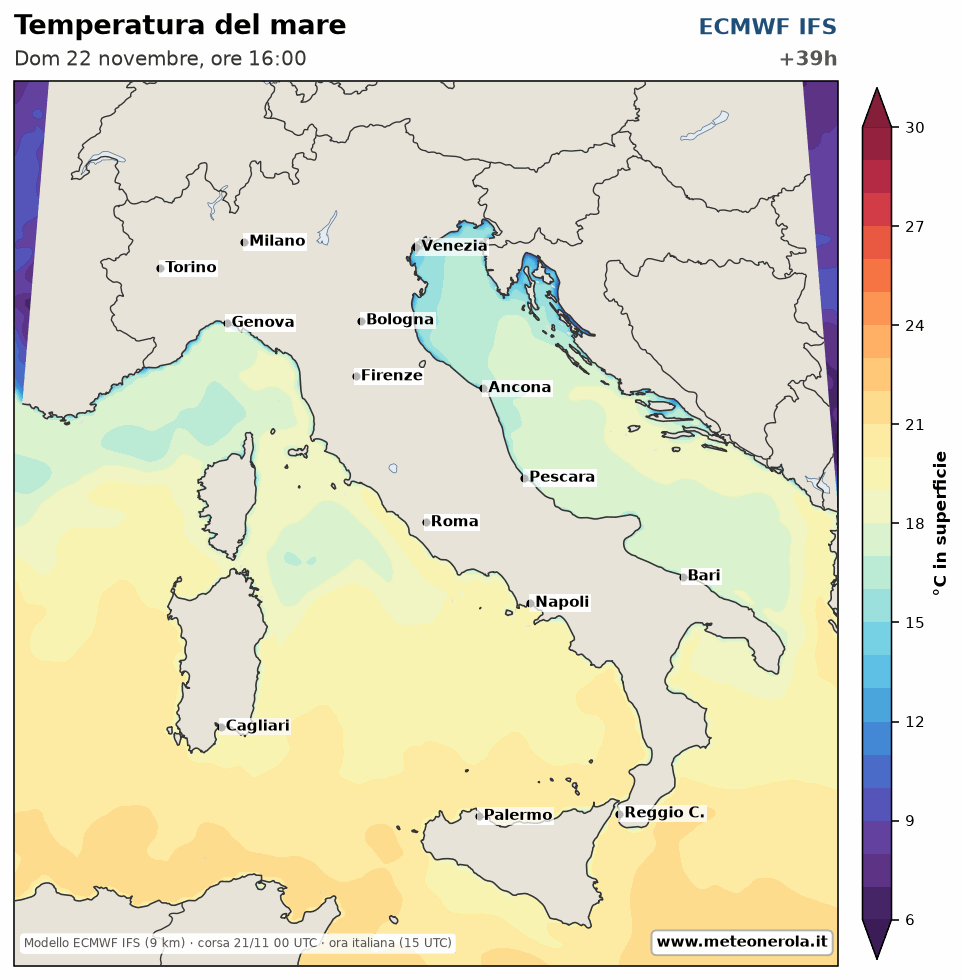 Temperatura del mare
ECMWF IFS
Dom 22 novembre, ore 16:00
+39h
Milano
Venezia
Torino
Genova
Bologna
Firenze
Ancona
Pescara
Roma
Bari
Napoli
Cagliari
Palermo
Reggio C.
30
27
24
21
18
15
12
9
6
°C in superficie
Modello ECMWF IFS (9 km) · corsa 21/11 00 UTC · ora italiana (15 UTC)
www.meteonerola.it